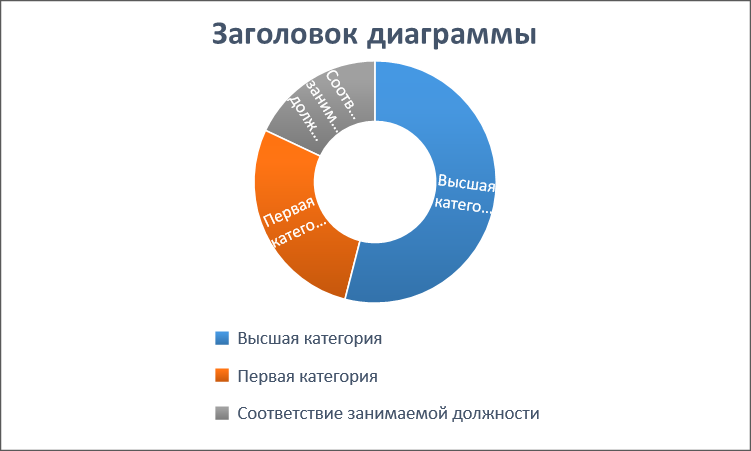 Заголовок диаграммы
Соотв...
заним...
долж...
Высшая
катего...
Первая
катего...
Высшая категория
Первая категория
Соответствие занимаемой должности